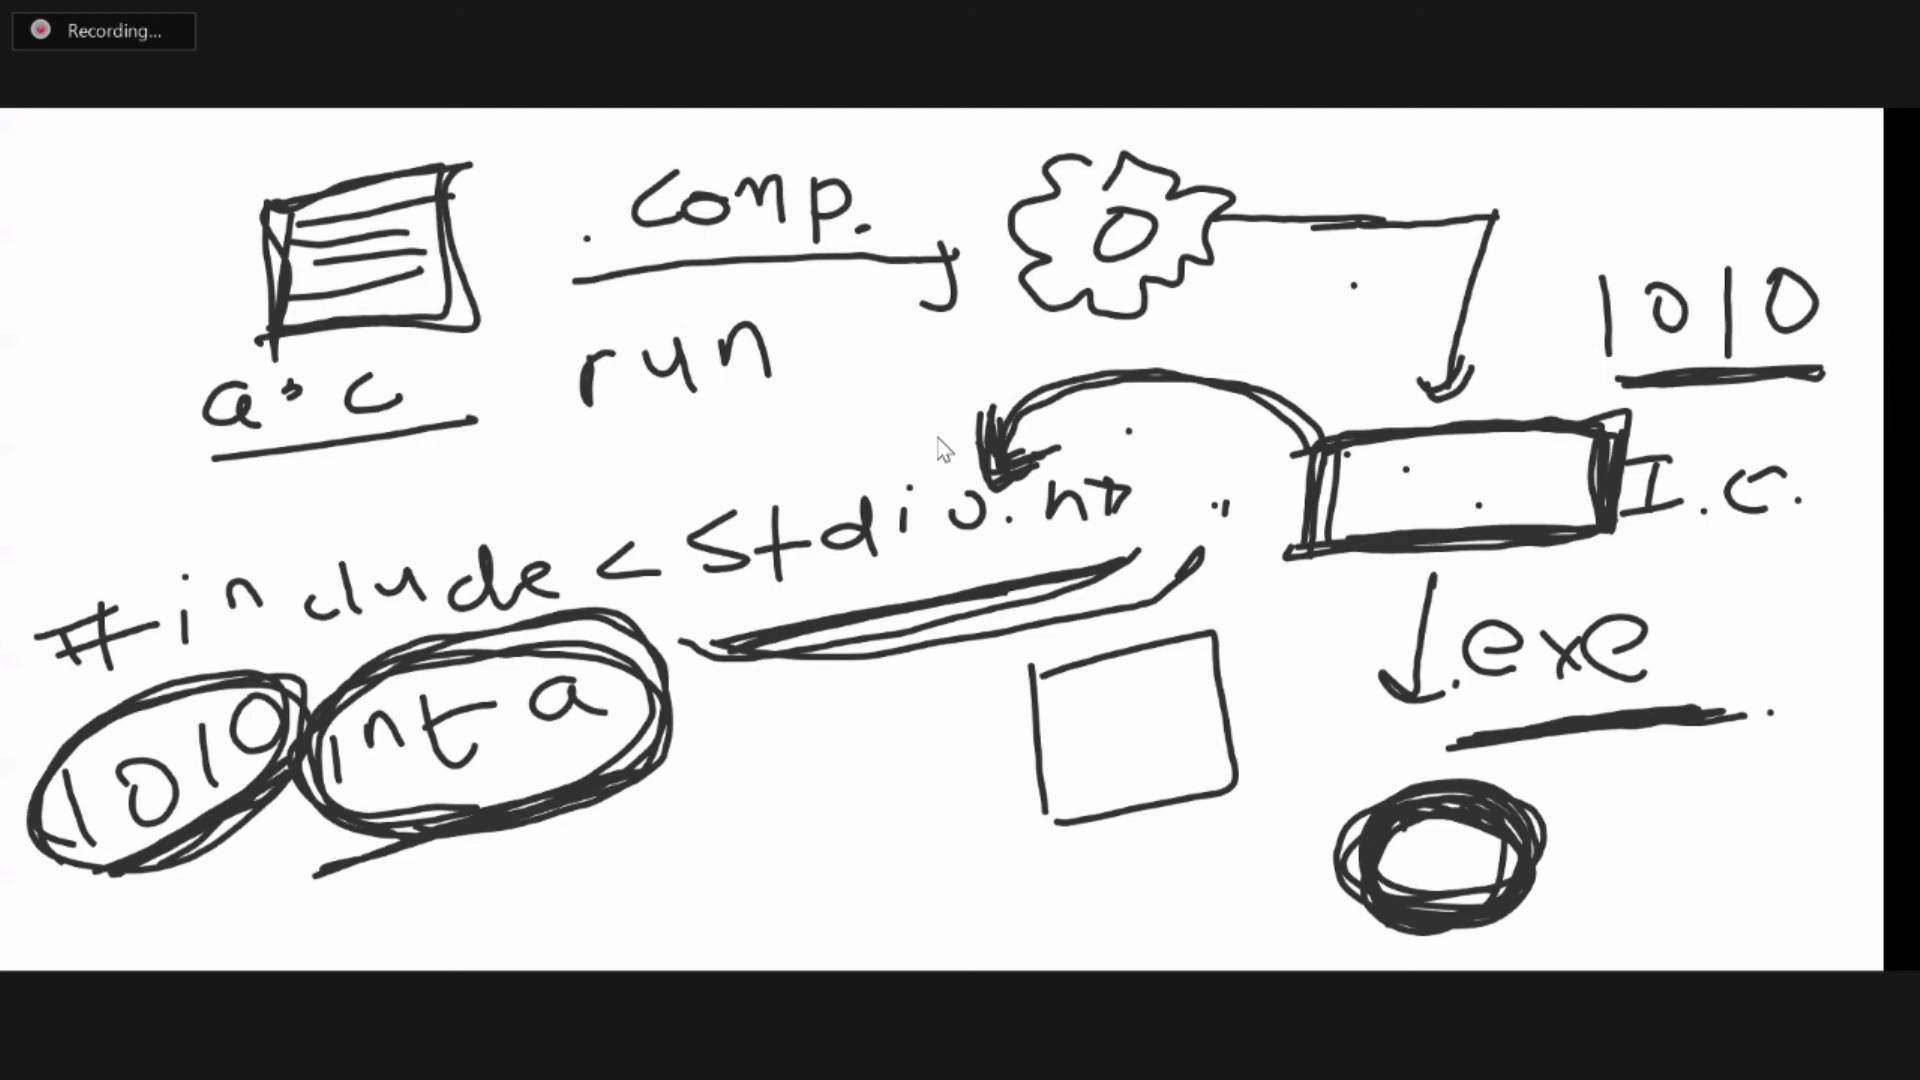 Recording...
comp.
run
1010
a.c
I.C.
#include <stdio.h>
.exe
1010 int a